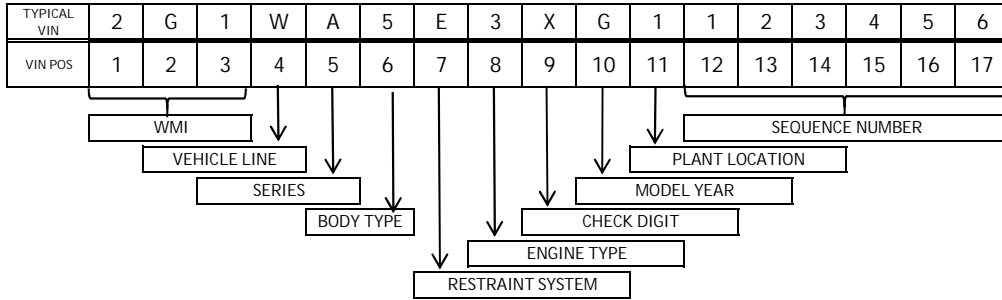 TYPICAL VIN 2 G 1 W A 5 E 3 X G 1 1 2 3 4 5 6
VIN POS 1 2 3 4 5 6 7 8 9 10 11 12 13 14 15 16 17
WMI SEQUENCE NUMBER
VEHICLE LINE PLANT LOCATION
SERIES MODEL YEAR
BODY TYPE CHECK DIGIT
ENGINE TYPE
RESTRAINT SYSTEM